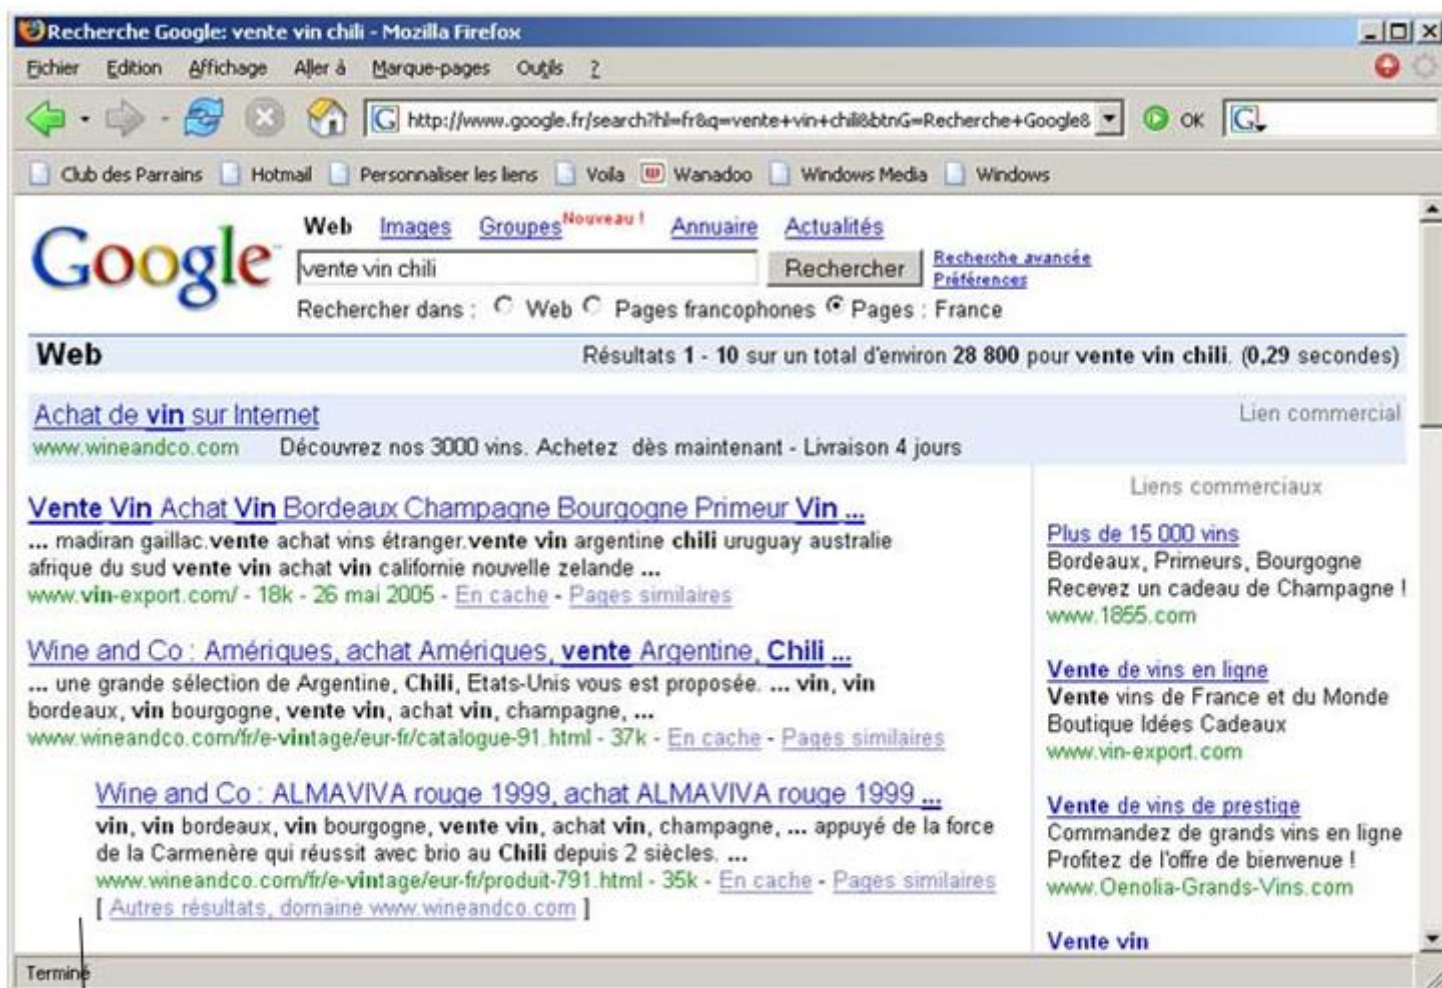 Recherche Google: vente vin chili - Mozilla Firefox
Fichier Edition Affichage Aller à Marque-pages Outils ?
http://www.google.fr/search?hl=fr&q=vente+vin+chili&btnG=Recherche+Google& OK
Club des Parrains Hotmail Personnaliser les liens Voila Wanadoo Windows Media Windows
Google
Web Images Groupes Nouveau ! Annuaire Actualités
vente vin chili Rechercher Recherche avancée
Préférences
Rechercher dans : Web Pages francophones Pages : France
Web Résultats 1 - 10 sur un total d'environ 28 800 pour vente vin chili. (0,29 secondes)
Achat de vin sur Internet Lien commercial
www.wineandco.com Découvrez nos 3000 vins. Achetez dès maintenant - Livraison 4 jours
Vente Vin Achat Vin Bordeaux Champagne Bourgogne Primeur Vin ...
... madiran gaillac.vente achat vins étranger.vente vin argentine chili uruguay australie
afrique du sud vente vin achat vin californie nouvelle zelande ...
www.vin-export.com/ - 18k - 26 mai 2005 - En cache - Pages similaires
Wine and Co : Amériques, achat Amériques, vente Argentine, Chili ...
... une grande sélection de Argentine, Chili, Etats-Unis vous est proposée. ... vin, vin
bordeaux, vin bourgogne, vente vin, achat vin, champagne, ...
www.wineandco.com/fr/e-vintage/eur-fr/catalogue-91.html - 37k - En cache - Pages similaires
Wine and Co : ALMAVIVA rouge 1999, achat ALMAVIVA rouge 1999 ...
vin, vin bordeaux, vin bourgogne, vente vin, achat vin, champagne, ... appuyé de la force
de la Carmenère qui réussit avec brio au Chili depuis 2 siècles. ...
www.wineandco.com/fr/e-vintage/eur-fr/produit-791.html - 35k - En cache - Pages similaires
[ Autres résultats, domaine www.wineandco.com ]
Liens commerciaux
Plus de 15 000 vins
Bordeaux, Primeurs, Bourgogne
Recevez un cadeau de Champagne !
www.1855.com
Vente de vins en ligne
Vente vins de France et du Monde
Boutique Idées Cadeaux
www.vin-export.com
Vente de vins de prestige
Commandez de grands vins en ligne
Profitez de l'offre de bienvenue !
www.Oenolia-Grands-Vins.com
Vente vin
Terminé